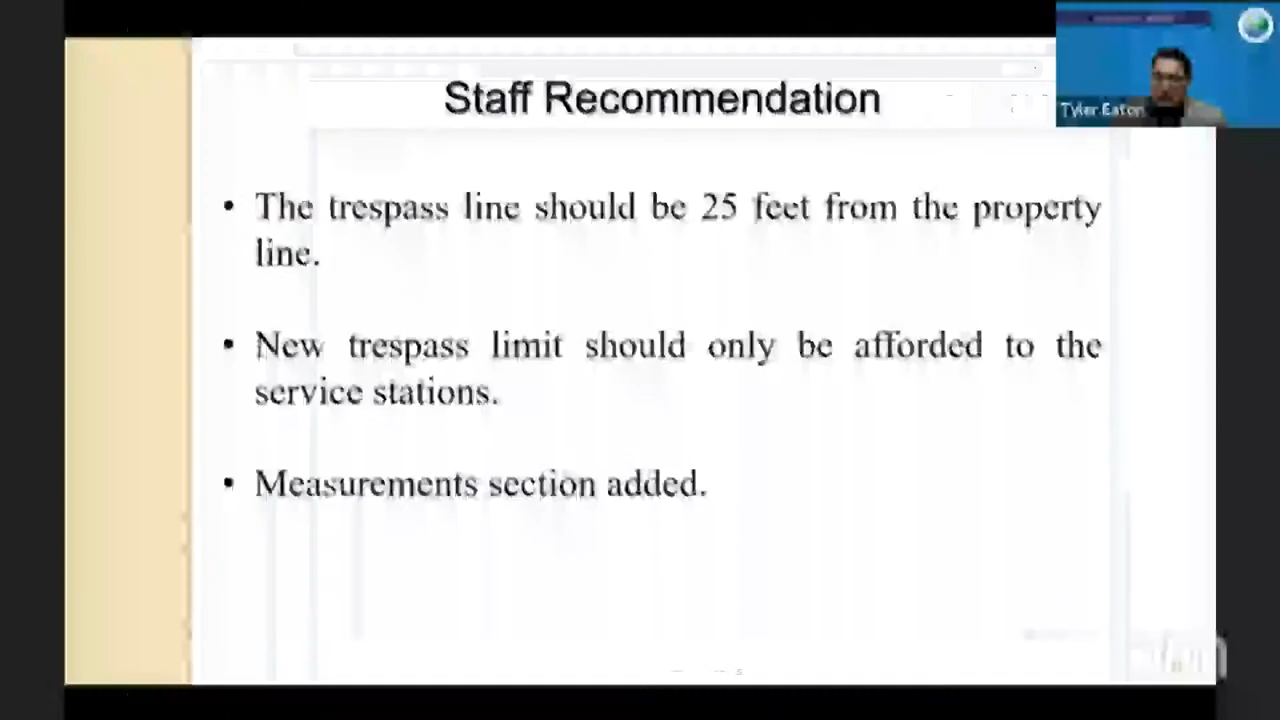 Staff Recommendation
Tyler Eaton
• The trespass line should be 25 feet from the property
line.
• New trespass limit should only be afforded to the
service stations.
• Measurements section added.